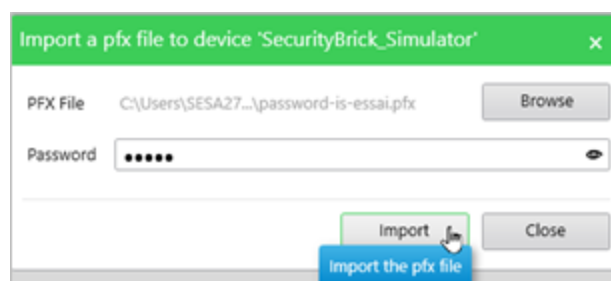 Import a pfx file to device 'SecurityBrick_Simulator'
PFX File C:\Users\SESA27...\password-is-essai.pfx Browse
Password •••••
Import Close
Import the pfx file